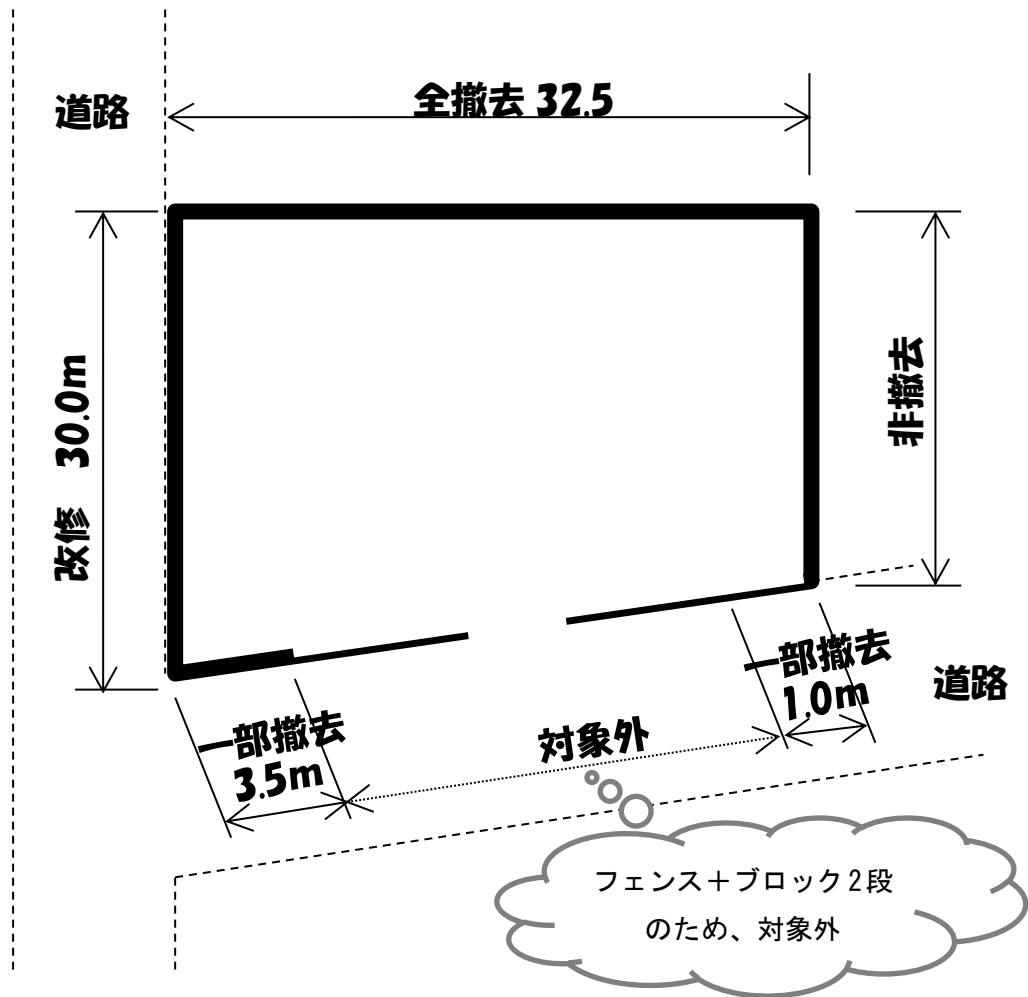 道路
全撤去 32.5
改修 30.0m
非撤去
一部撤去
1.0m
道路
一部撤去
3.5m
対象外
フェンス+ブロック2段
のため、対象外